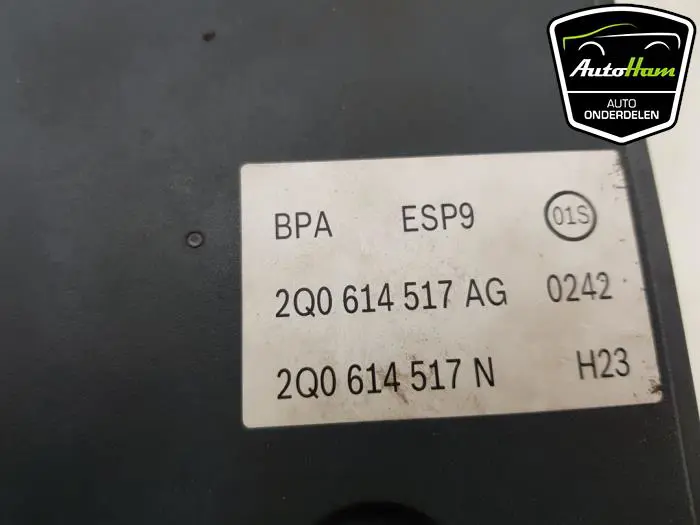 AutoHam
AUTO
ONDERDELEN
BPA ESP9 01S
2Q0 614 517 AG 0242
2Q0 614 517 N H23